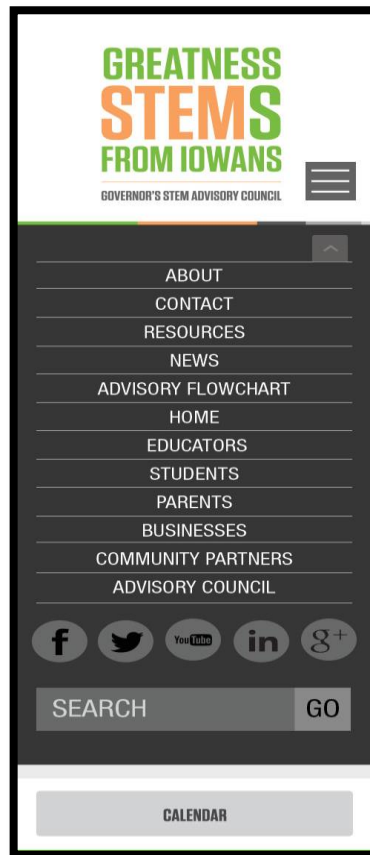 GREATNESS
STEMS
FROM IOWANS
GOVERNOR'S STEM ADVISORY COUNCIL
ABOUT
CONTACT
RESOURCES
NEWS
ADVISORY FLOWCHART
HOME
EDUCATORS
STUDENTS
PARENTS
BUSINESSES
COMMUNITY PARTNERS
ADVISORY COUNCIL
f You Tube in g+
SEARCH GO
CALENDAR